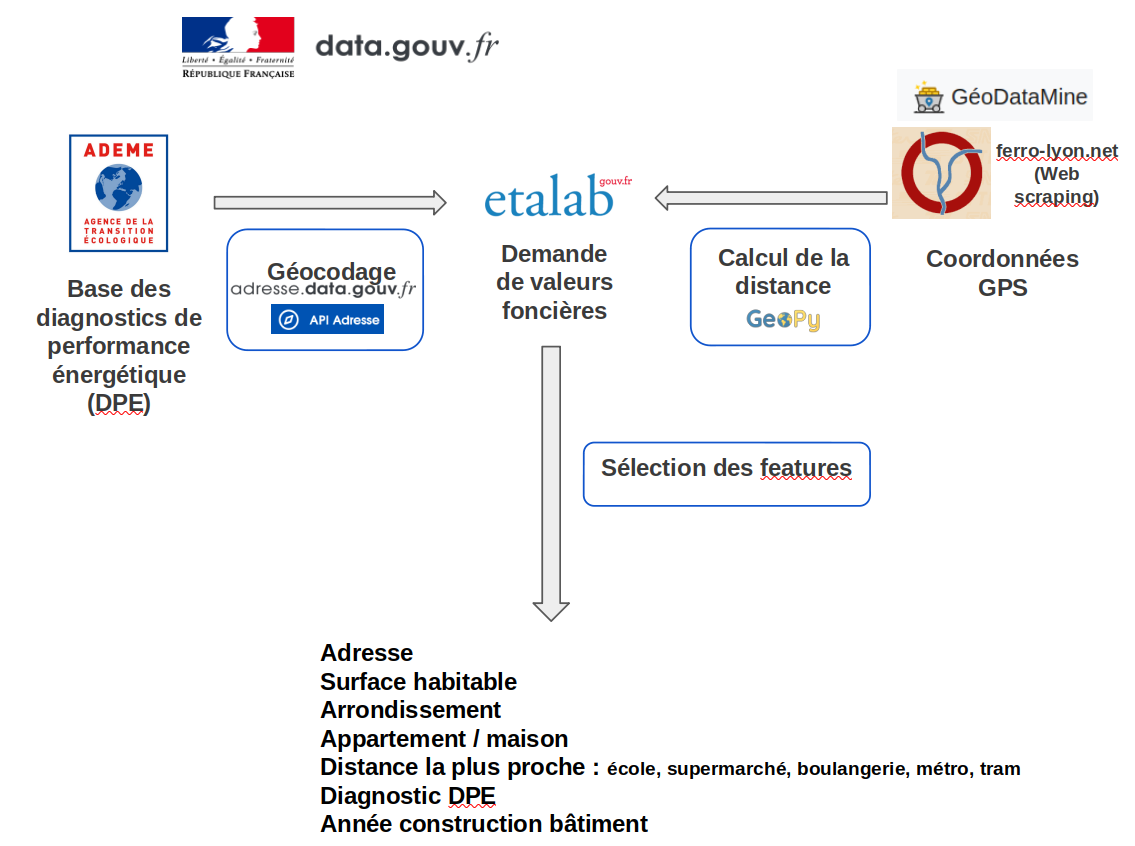 Liberté • Égalité • Fraternité
RÉPUBLIQUE FRANÇAISE
data.gouv.fr
GéoDataMine
ADEME
AGENCE DE LA
TRANSITION
ÉCOLOGIQUE
etalab
gouv.fr
ferro-lyon.net
(Web
scraping)
Base des
diagnostics de
performance
énergétique
(DPE)
Géocodage
adresse.data.gouv.fr
API Adresse
Demande
de valeurs
foncières
Calcul de la
distance
GeoPy
Coordonnées
GPS
Sélection des features
Adresse
Surface habitable
Arrondissement
Appartement / maison
Distance la plus proche : école, supermarché, boulangerie, métro, tram
Diagnostic DPE
Année construction bâtiment